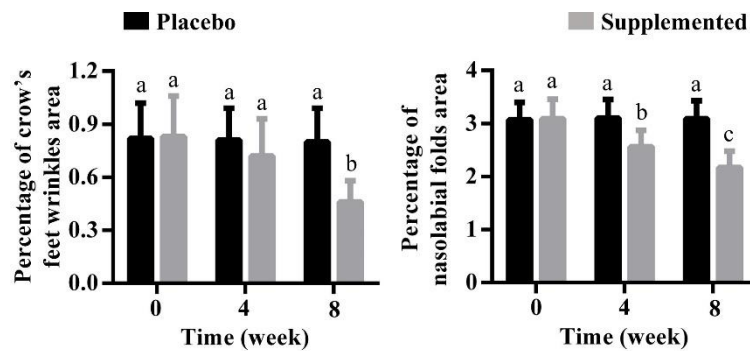 Placebo
Supplemented
Percentage of crow's
feet wrinkles area
1.2
0.9
0.6
0.3
0.0
a a a a a b
0 4 8
Time (week)
Percentage of
nasolabial folds area
4
3
2
1
0
a a a b a c
0 4 8
Time (week)